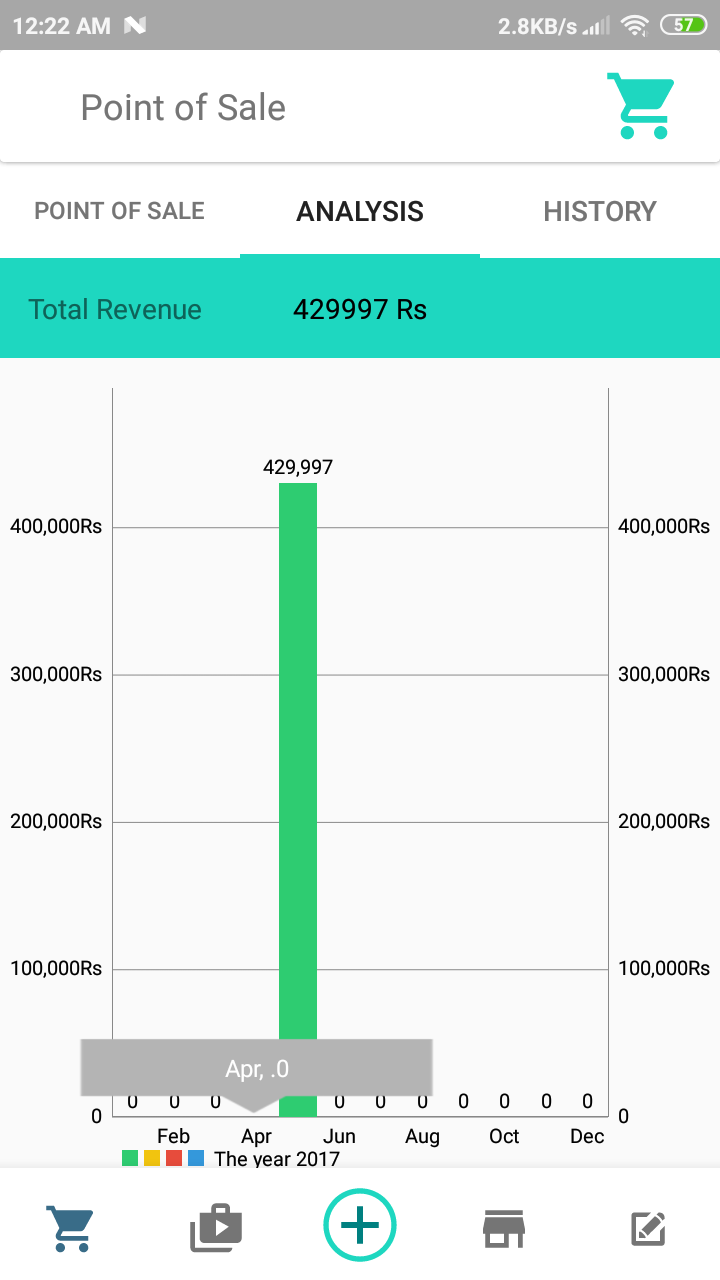 12:22 AM 2.8KB/s 57
Point of Sale
POINT OF SALE ANALYSIS HISTORY
Total Revenue 429997 Rs
429,997
400,000Rs 400,000Rs
300,000Rs 300,000Rs
200,000Rs 200,000Rs
100,000Rs 100,000Rs
Apr, .0
0 0 0 0 0 0 0 0 0 0
0 0
Feb Apr Jun Aug Oct Dec
The year 2017